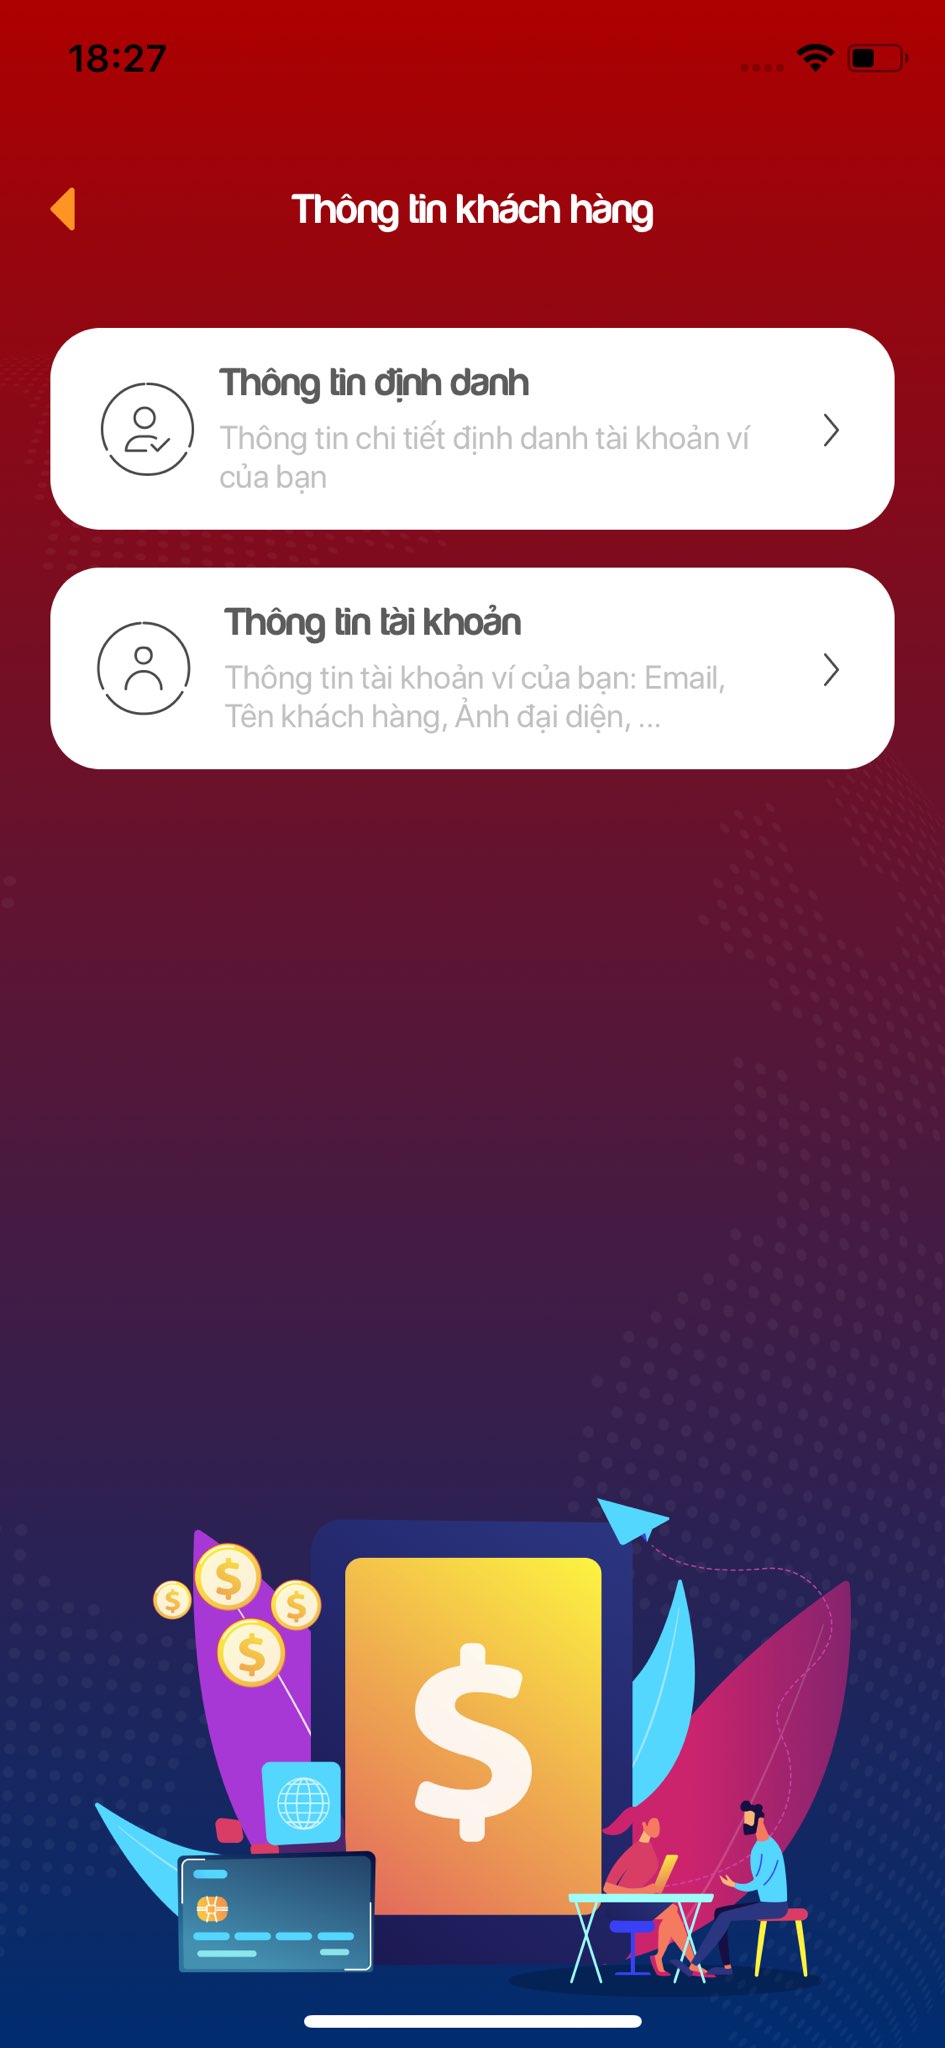 18:27
Thông tin khách hàng
Thông tin định danh
Thông tin chi tiết định danh tài khoản ví
của bạn
Thông tin tài khoản
Thông tin tài khoản ví của bạn: Email,
Tên khách hàng, Ảnh đại diện, ...
$
$
$
$
$